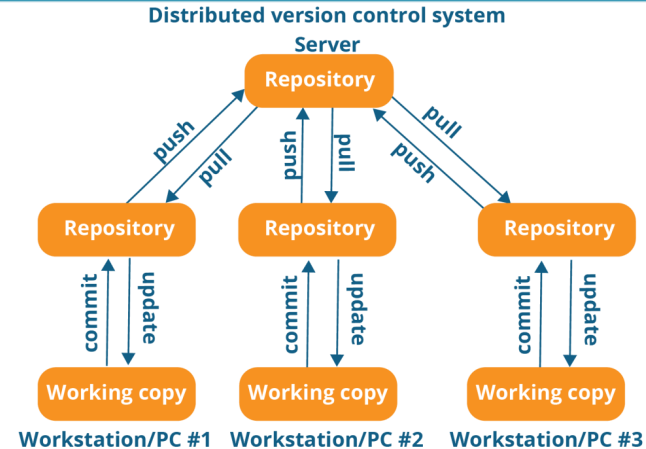 Distributed version control system
Server
Repository
push
pull
push
pull
pull
push
Repository
Repository
Repository
commit
update
commit
update
commit
update
Working copy
Working copy
Working copy
Workstation/PC #1
Workstation/PC #2
Workstation/PC #3